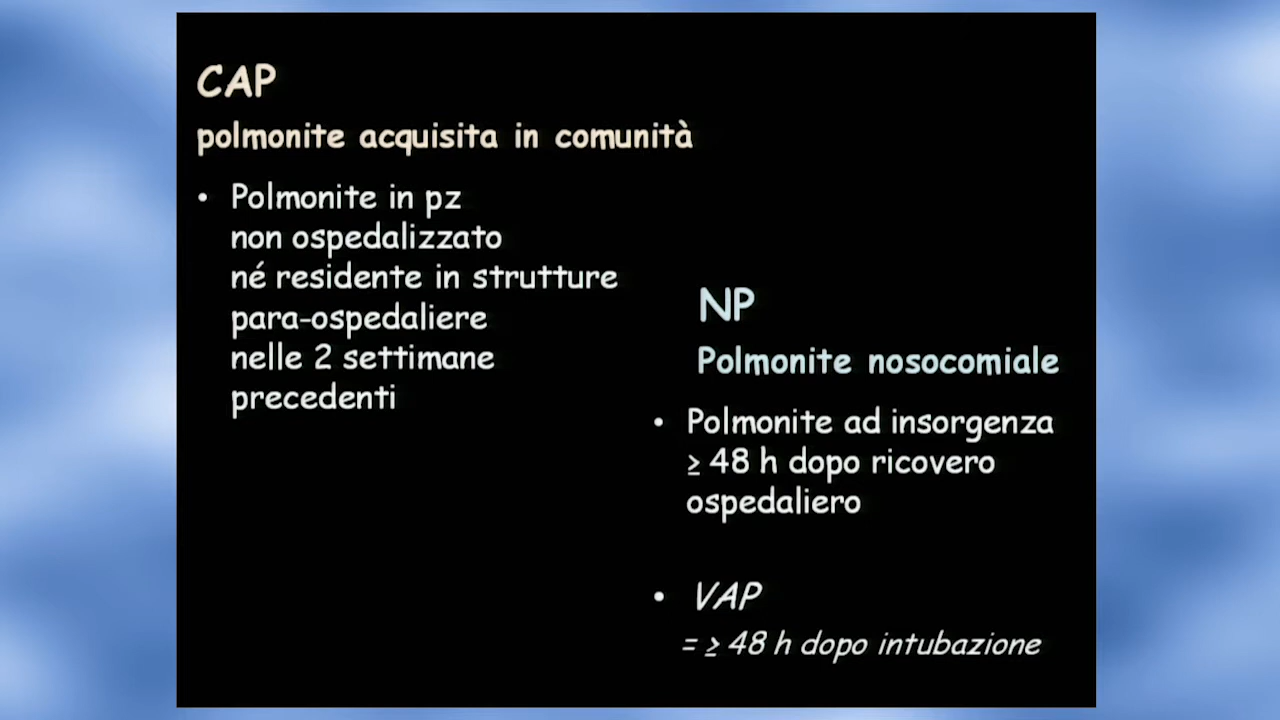 CAP
polmonite acquisita in comunità
• Polmonite in pz
non ospedalizzato
né residente in strutture
para-ospedaliere
nelle 2 settimane
precedenti
NP
Polmonite nosocomiale
• Polmonite ad insorgenza
≥ 48 h dopo ricovero
ospedaliero
• VAP
= ≥ 48 h dopo intubazione